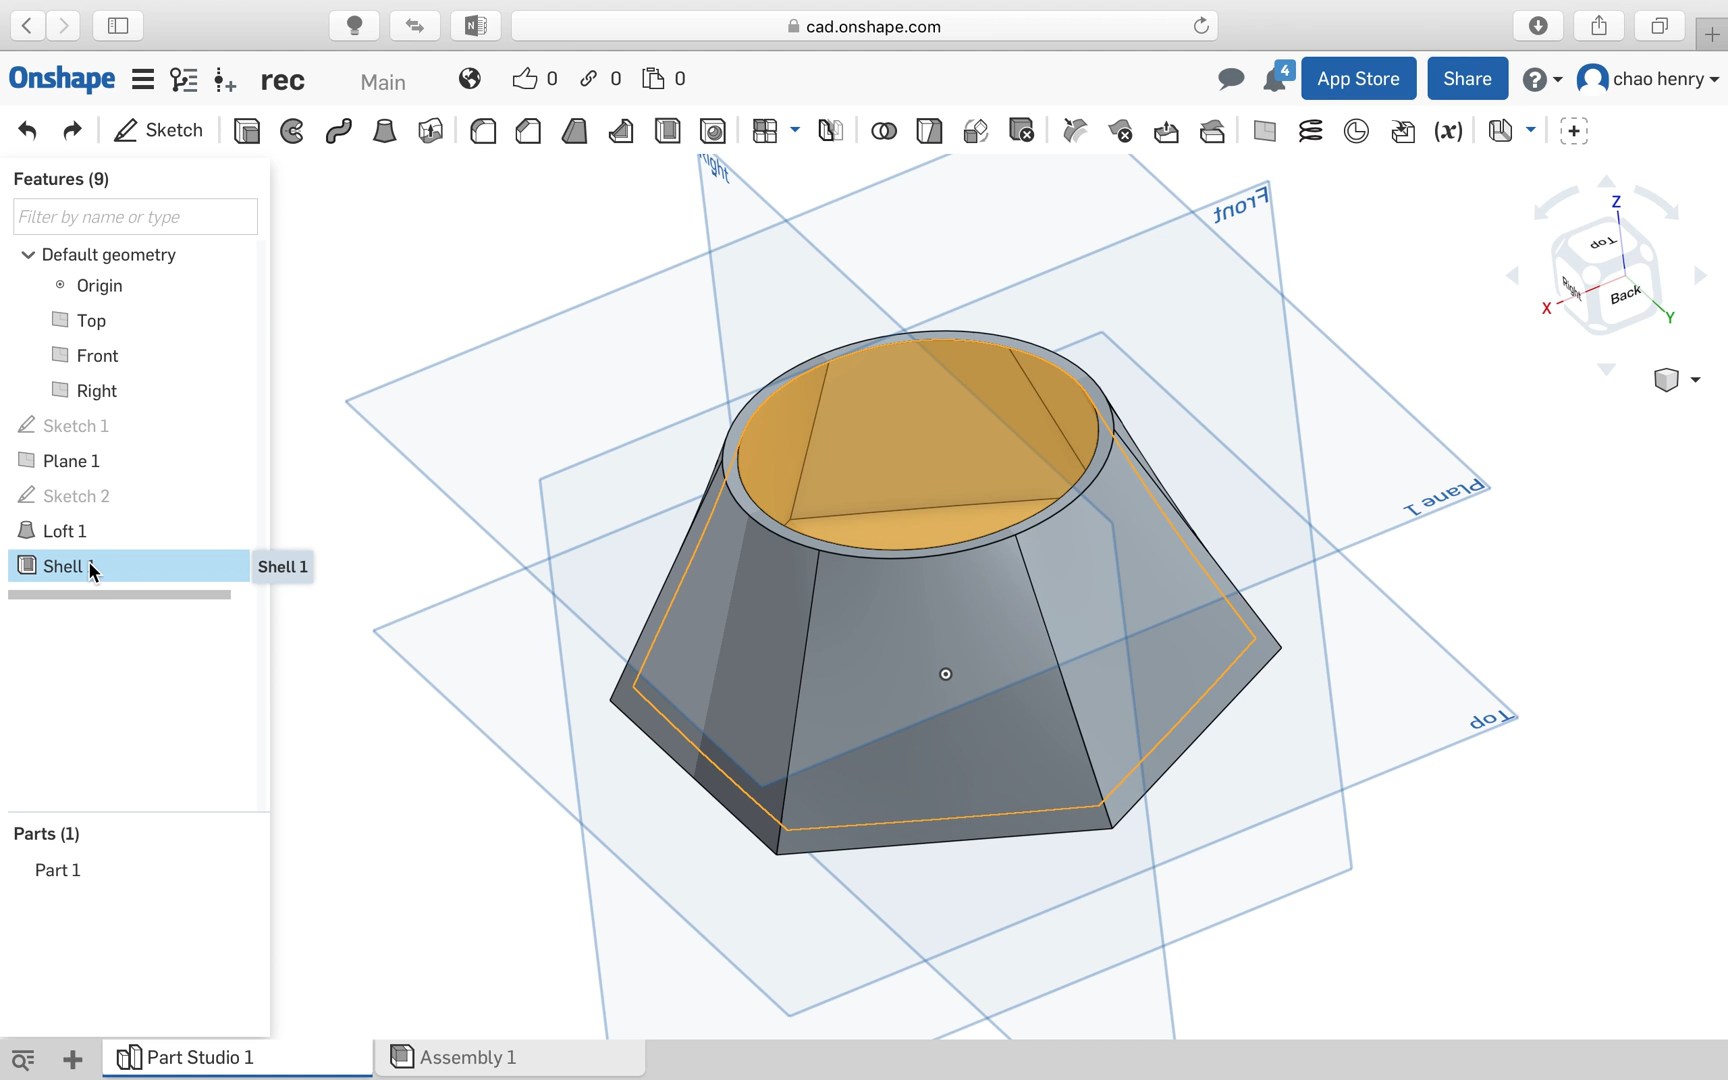 cad.onshape.com
Onshape rec Main 0 0 0 4 App Store Share chao henry
Sketch (x)
Features (9)
Filter by name or type
Default geometry
Origin
Top
Front
Right
Sketch 1
Plane 1
Sketch 2
Loft 1
Shell 1
Shell 1
Parts (1)
Part 1
Right
Front
Plane 1
Top
Z
Top
Right
Back
X
Y
Part Studio 1 Assembly 1